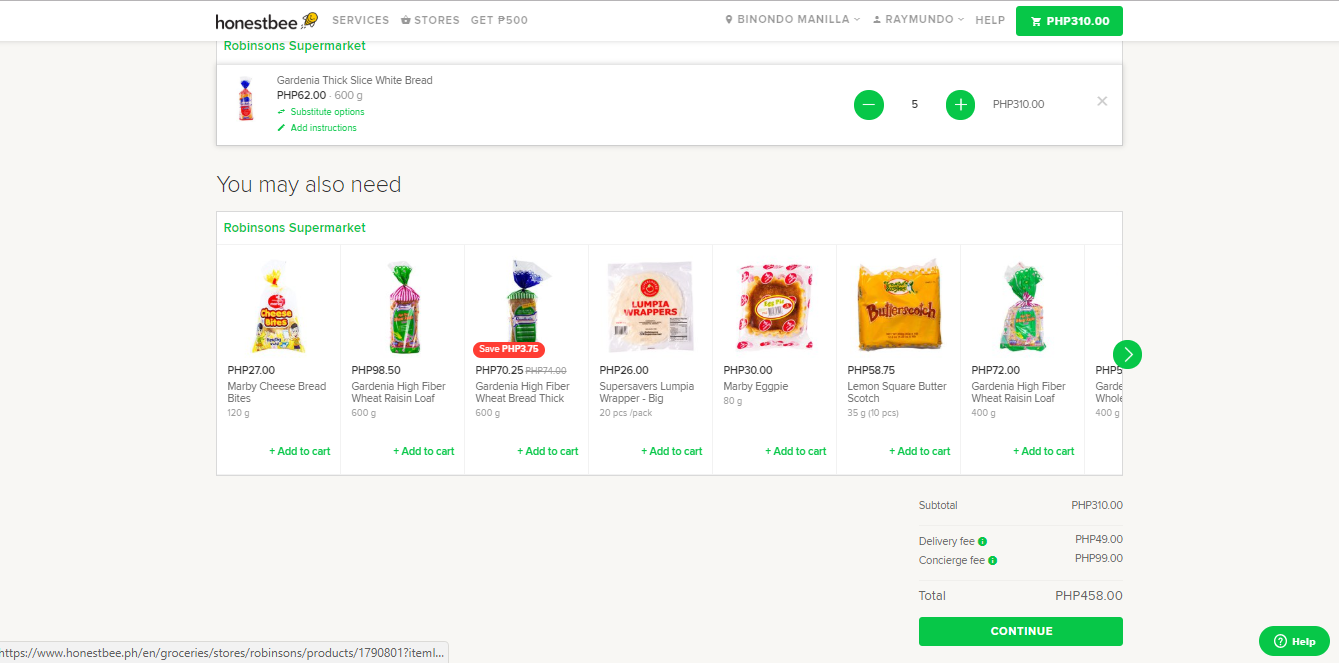 honestbee
SERVICES
STORES
GET ₱500
BINONDO MANILLA
RAYMUNDO
HELP
PHP310.00
Robinsons Supermarket
Gardenia Thick Slice White Bread
PHP62.00 - 600 g
Substitute options
Add instructions
5
PHP310.00
You may also need
Robinsons Supermarket
Cheese
Bites
PHP27.00
Marby Cheese Bread
Bites
120 g
+ Add to cart
PHP98.50
Gardenia High Fiber
Wheat Raisin Loaf
600 g
+ Add to cart
Save PHP3.75
PHP70.25 PHP74.00
Gardenia High Fiber
Wheat Bread Thick
600 g
+ Add to cart
LUMPIA
WRAPPERS
PHP26.00
Supersavers Lumpia
Wrapper - Big
20 pcs /pack
+ Add to cart
PHP30.00
Marby Eggpie
80 g
+ Add to cart
Butterscotch
PHP58.75
Lemon Square Butter
Scotch
35 g (10 pcs)
+ Add to cart
PHP72.00
Gardenia High Fiber
Wheat Raisin Loaf
400 g
+ Add to cart
PHP5
Garde
Whole
400 g
Subtotal PHP310.00
Delivery fee PHP49.00
Concierge fee PHP99.00
Total PHP458.00
CONTINUE
Help
https://www.honestbee.ph/en/groceries/stores/robinsons/products/1790801?iteml...